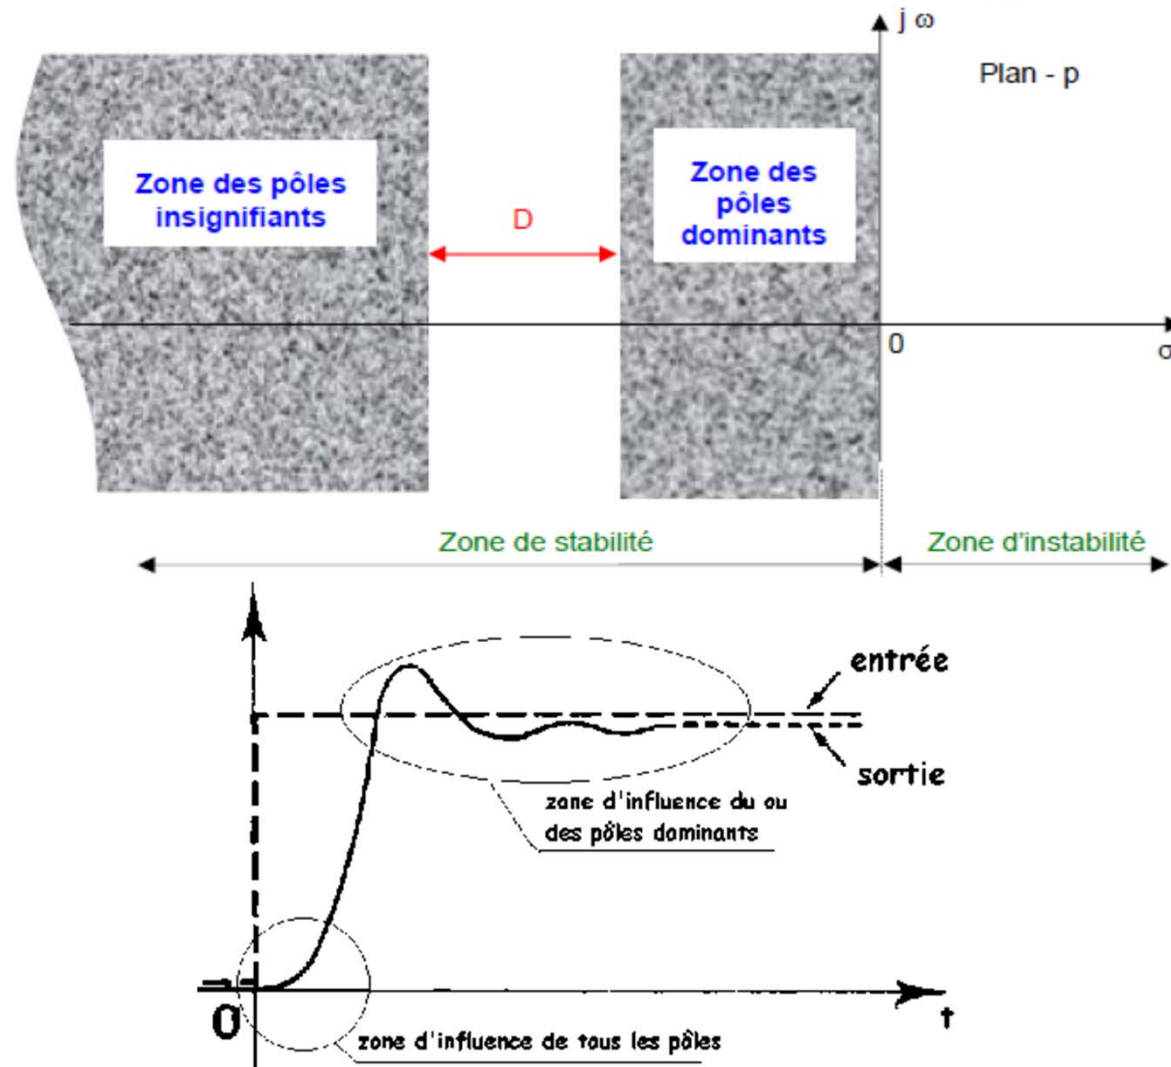 j ω
Plan - p
Zone des pôles
insignifiants
D
Zone des
pôles
dominants
0
σ
Zone de stabilité
Zone d'instabilité
entrée
sortie
zone d'influence du ou
des pôles dominants
0
t
zone d'influence de tous les pôles